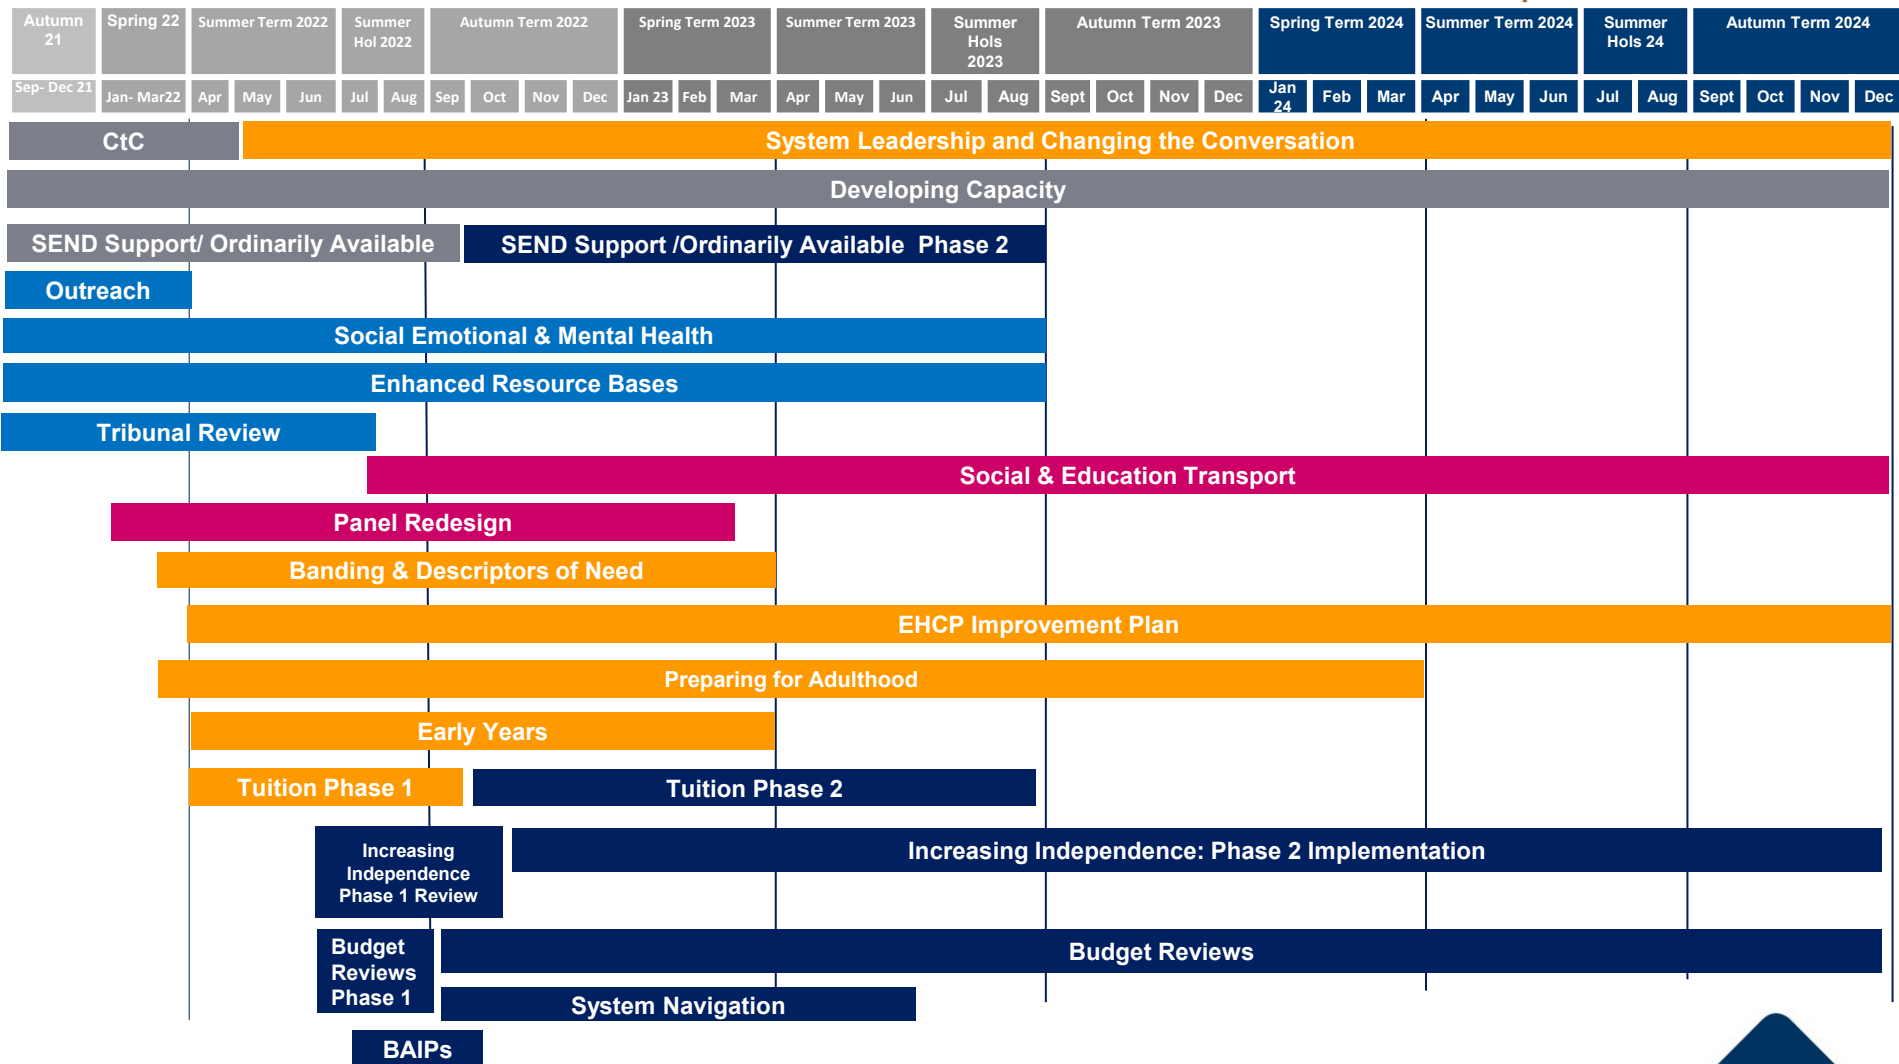 Autumn
21
Spring 22
Summer Term 2022
Summer
Hol 2022
Autumn Term 2022
Spring Term 2023
Summer Term 2023
Summer
Hols
2023
Autumn Term 2023
Spring Term 2024
Summer Term 2024
Summer
Hols 24
Autumn Term 2024
Sep- Dec 21
Jan- Mar22
Apr
May
Jun
Jul
Aug
Sep
Oct
Nov
Dec
Jan 23
Feb
Mar
Apr
May
Jun
Jul
Aug
Sept
Oct
Nov
Dec
Jan
24
Feb
Mar
Apr
May
Jun
Jul
Aug
Sept
Oct
Nov
Dec
CtC
System Leadership and Changing the Conversation
Developing Capacity
SEND Support/ Ordinarily Available
SEND Support /Ordinarily Available Phase 2
Outreach
Social Emotional & Mental Health
Enhanced Resource Bases
Tribunal Review
Social & Education Transport
Panel Redesign
Banding & Descriptors of Need
EHCP Improvement Plan
Preparing for Adulthood
Early Years
Tuition Phase 1
Tuition Phase 2
Increasing
Independence
Phase 1 Review
Increasing Independence: Phase 2 Implementation
Budget
Reviews
Phase 1
Budget Reviews
System Navigation
BAIPs